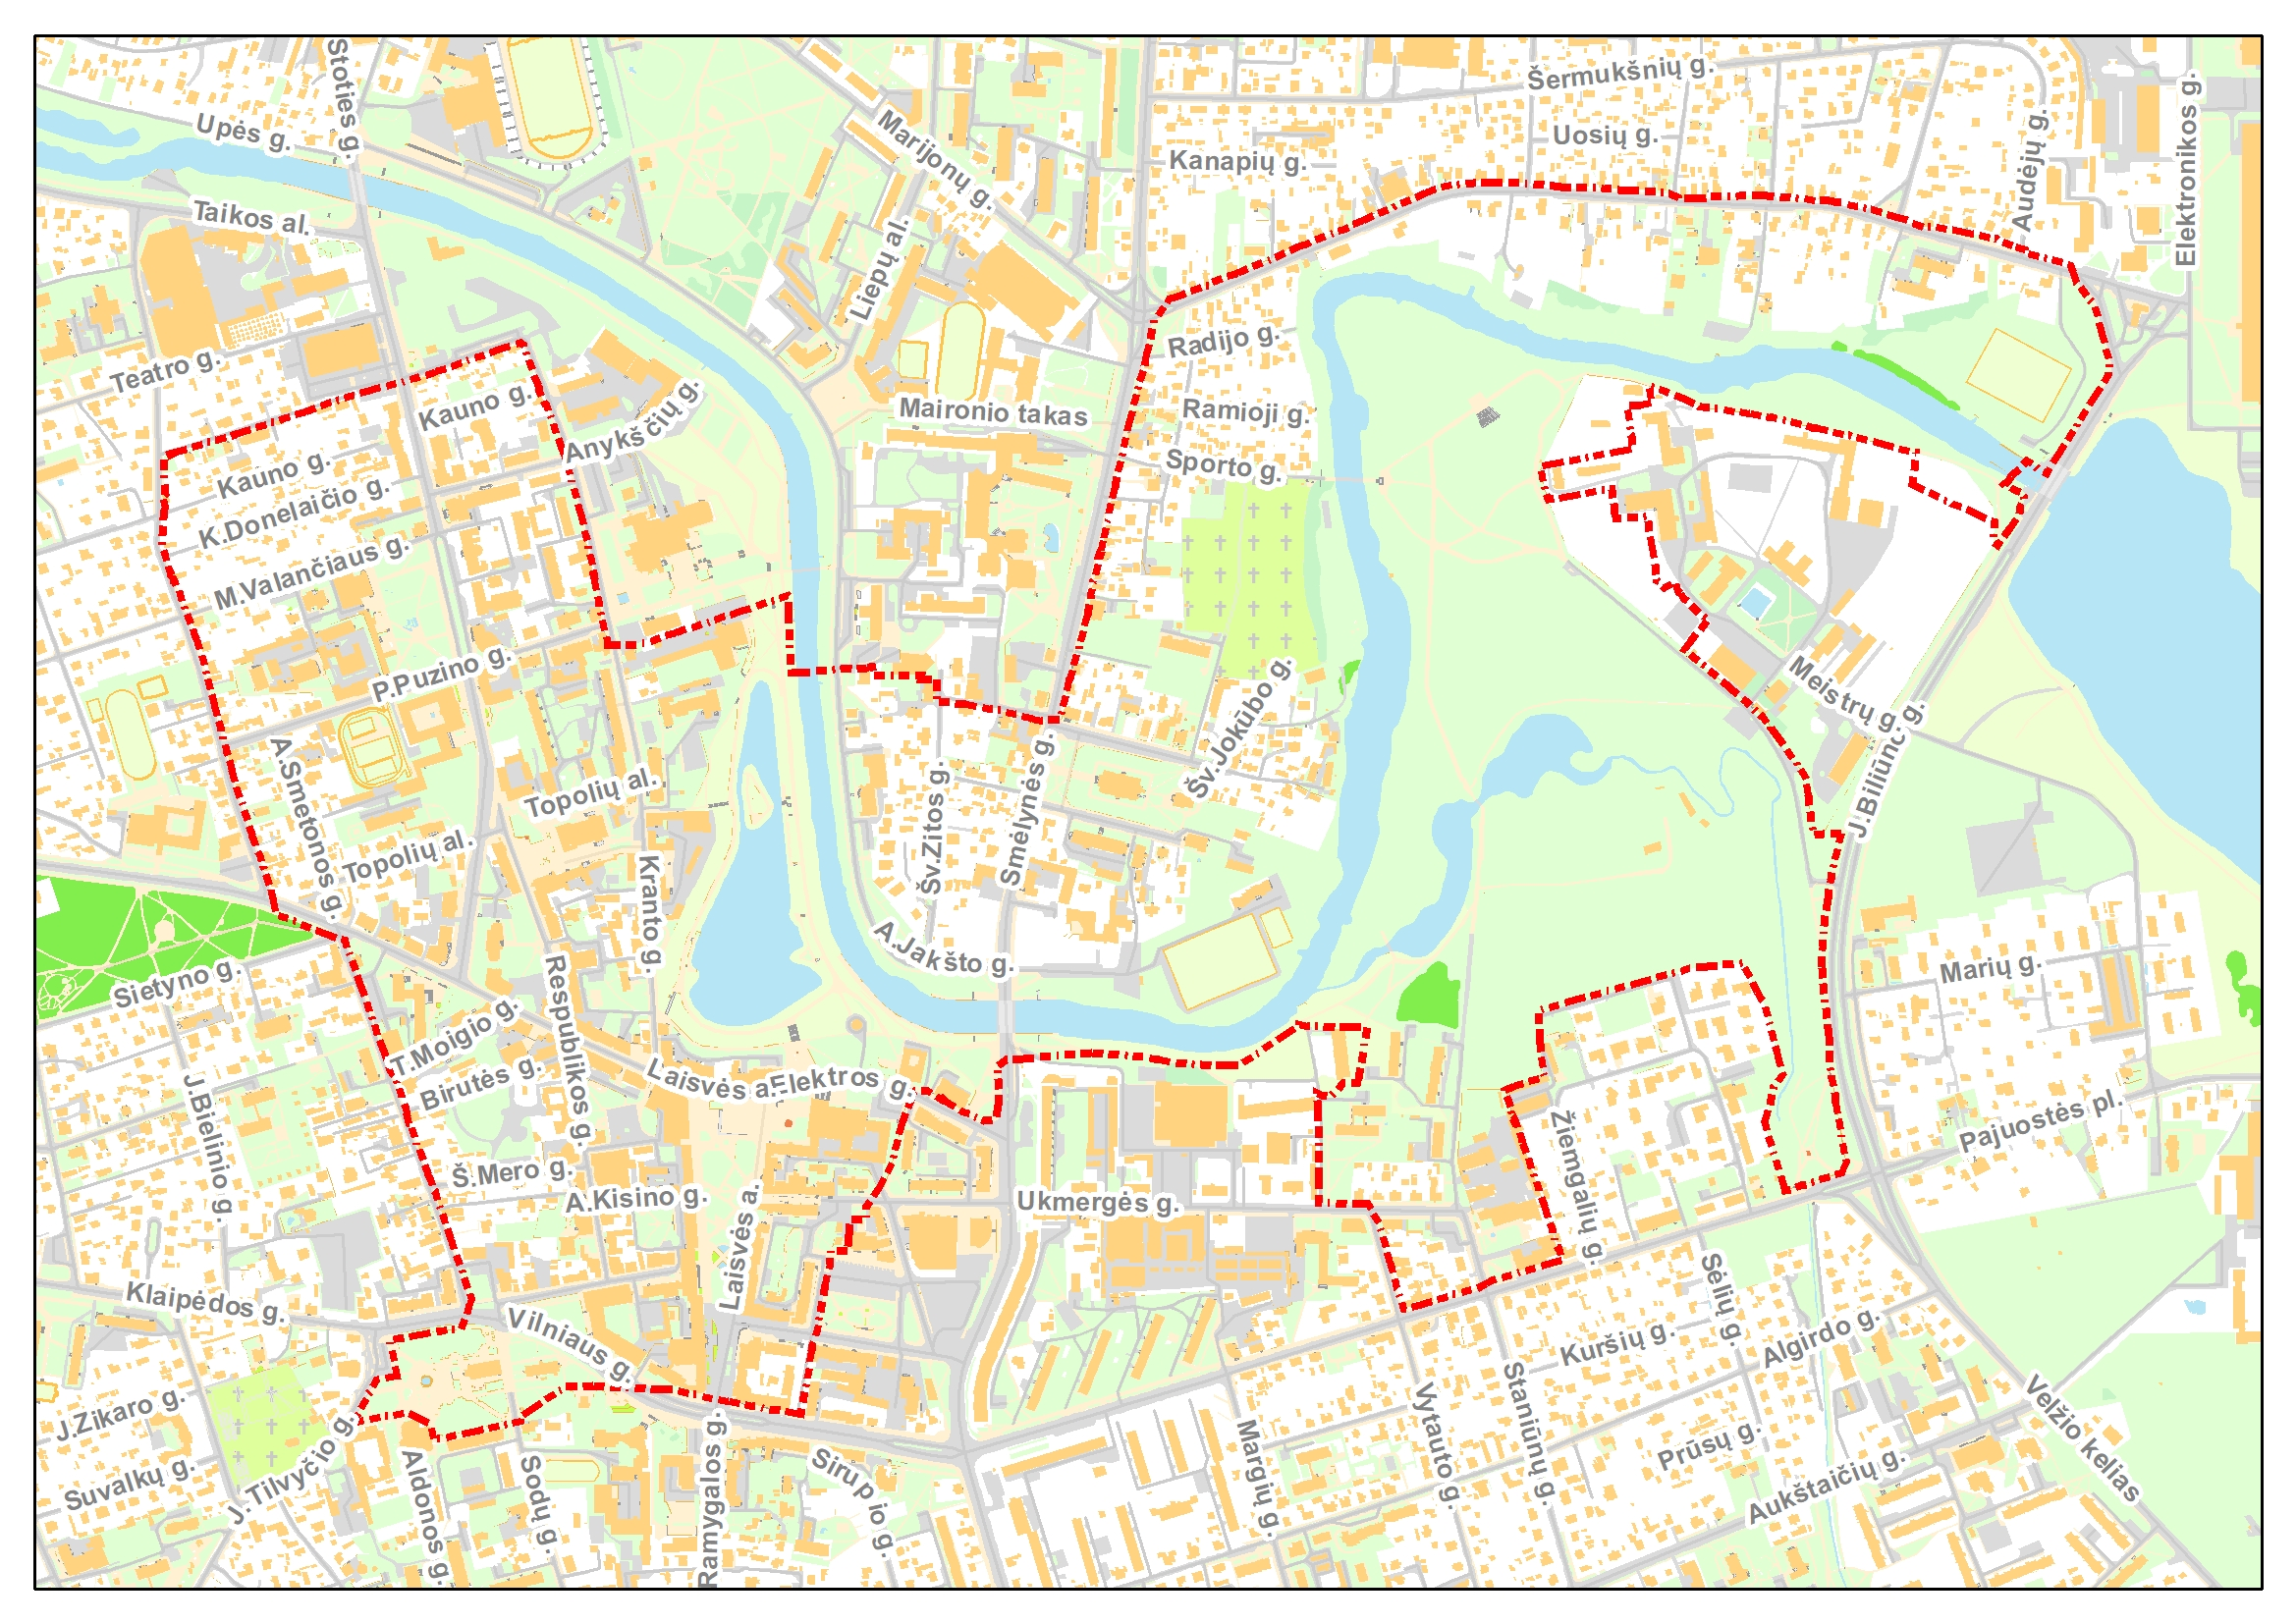 Stoties g.
Upės g.
Taikos al.
Marijonų g.
Šermukšnių g.
Uosių g.
Kanapių g.
Audėjų g.
Elektronikos g.
Liepų al.
Teatro g.
Radijo g.
Kauno g.
Anykščių g.
Maironio takas
Ramioji g.
Sporto g.
Kauno g.
K.Donelaičio g.
M.Valančiaus g.
P.Puzino g.
Meistrų g.
J.Biliūno g.
Šv.Jokūbo g.
A.Smetonos g.
Topolių al.
Topolių al.
Šv.Zitos g.
Smėlynės g.
Kranto g.
A.Jakšto g.
Sietyno g.
Marių g.
Respublikos g.
T.Moigio g.
Birutės g.
Laisvės a.
Elektros g.
J.Bielinio g.
Žiemgalių g.
Pajuostės pl.
Š.Mero g.
A.Kisino g.
Ukmergės g.
Laisvės a.
Klaipėdos g.
Vilniaus g.
Sėlių g.
Kuršių g.
Algirdo g.
J.Zikaro g.
Suvalkų g.
J.Tilvyčio g.
Aldonos g.
Sodų g.
Ramygalos g.
Sirupio g.
Margių g.
Vytauto g.
Staniūnų g.
Prūsų g.
Aukštaičių g.
Velžio kelias